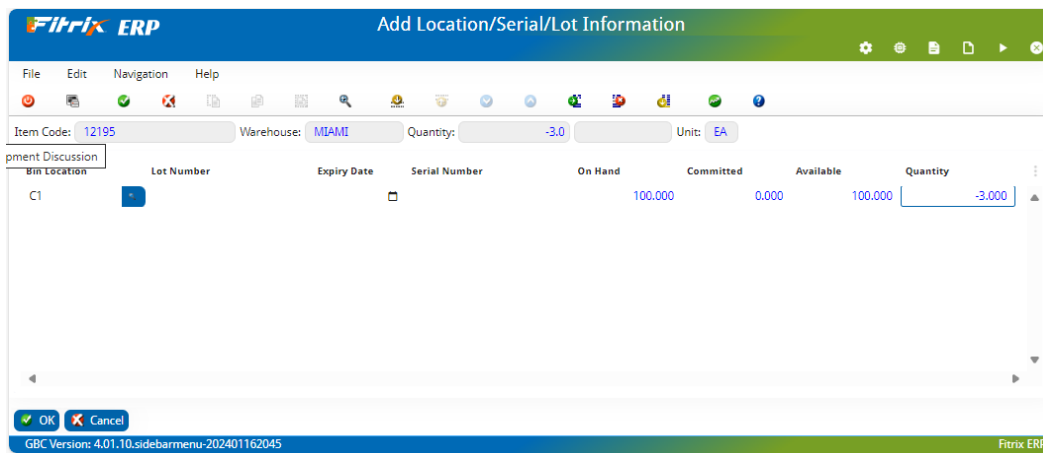 Fitrix ERP Add Location/Serial/Lot Information
File Edit Navigation Help
Item Code: 12195 Warehouse: MIAMI Quantity: -3.0 Unit: EA
pment Discussion
Bin Location Lot Number Expiry Date Serial Number On Hand Committed Available Quantity
C1 100.000 0.000 100.000 -3.000
OK Cancel
GBC Version: 4.01.10.sidebarmenu-202401162045 Fitrix ERP